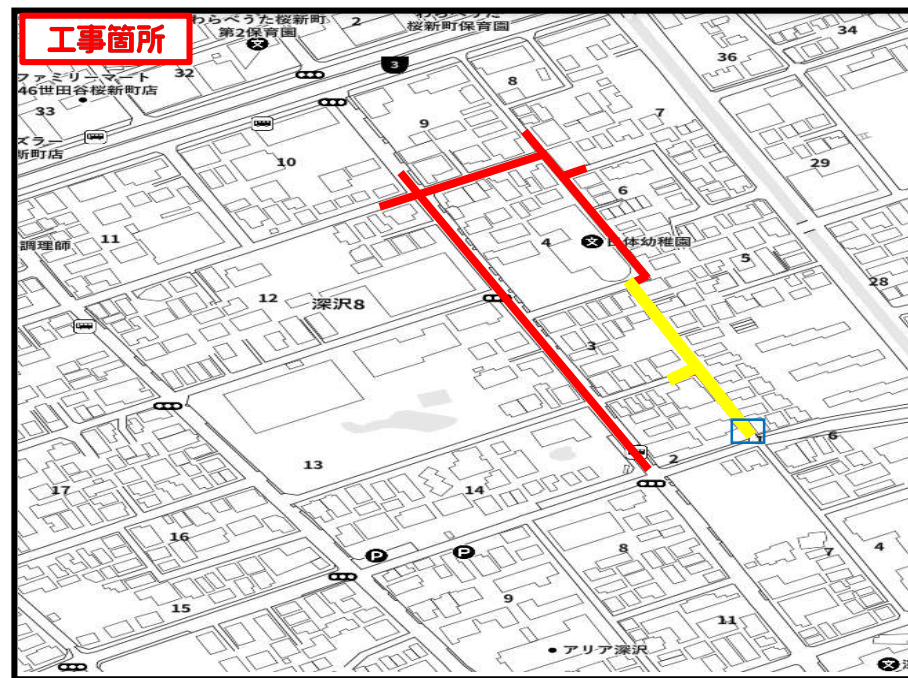 工事箇所
わらべうた桜新町
第2保育園
2
桜新町保育園
34
36
3
8
ファミリーマート
46世田谷桜新町店
32
33
9
7
新町店
10
29
6
調理師
11
4
日体幼稚園
5
28
12
深沢8
3
13
2
6
14
17
16
8
7
4
15
9
11
アリア深沢
P
P